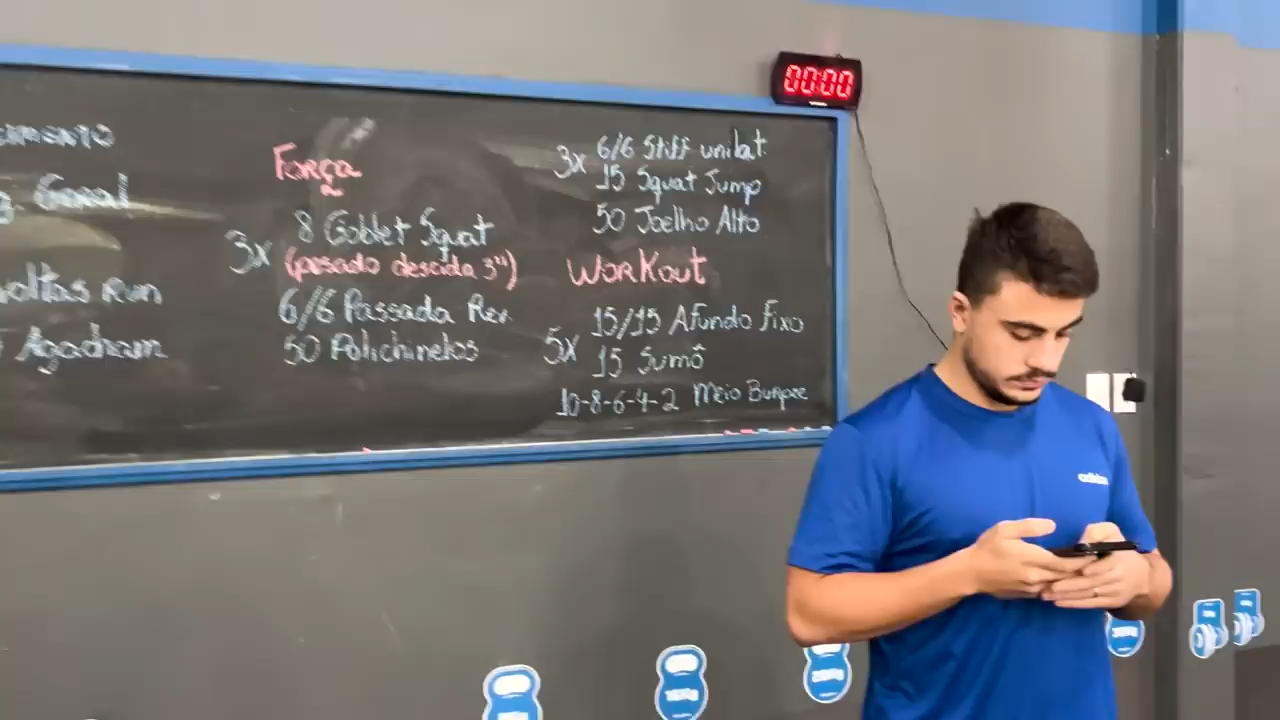 Geral
voltas Run
Agacham
Força
3x
8 Goblet Squat
(pesado descida 3")
6/6 Passada Rev.
50 Polichinelos
3x
6/6 Stiff unilat.
15 Squat Jump
50 Joelho Alto
Workout
5x
15/15 Afundo fixo
15 Sumô
10-8-6-4-2 Meio Burpee
00:00
adidas